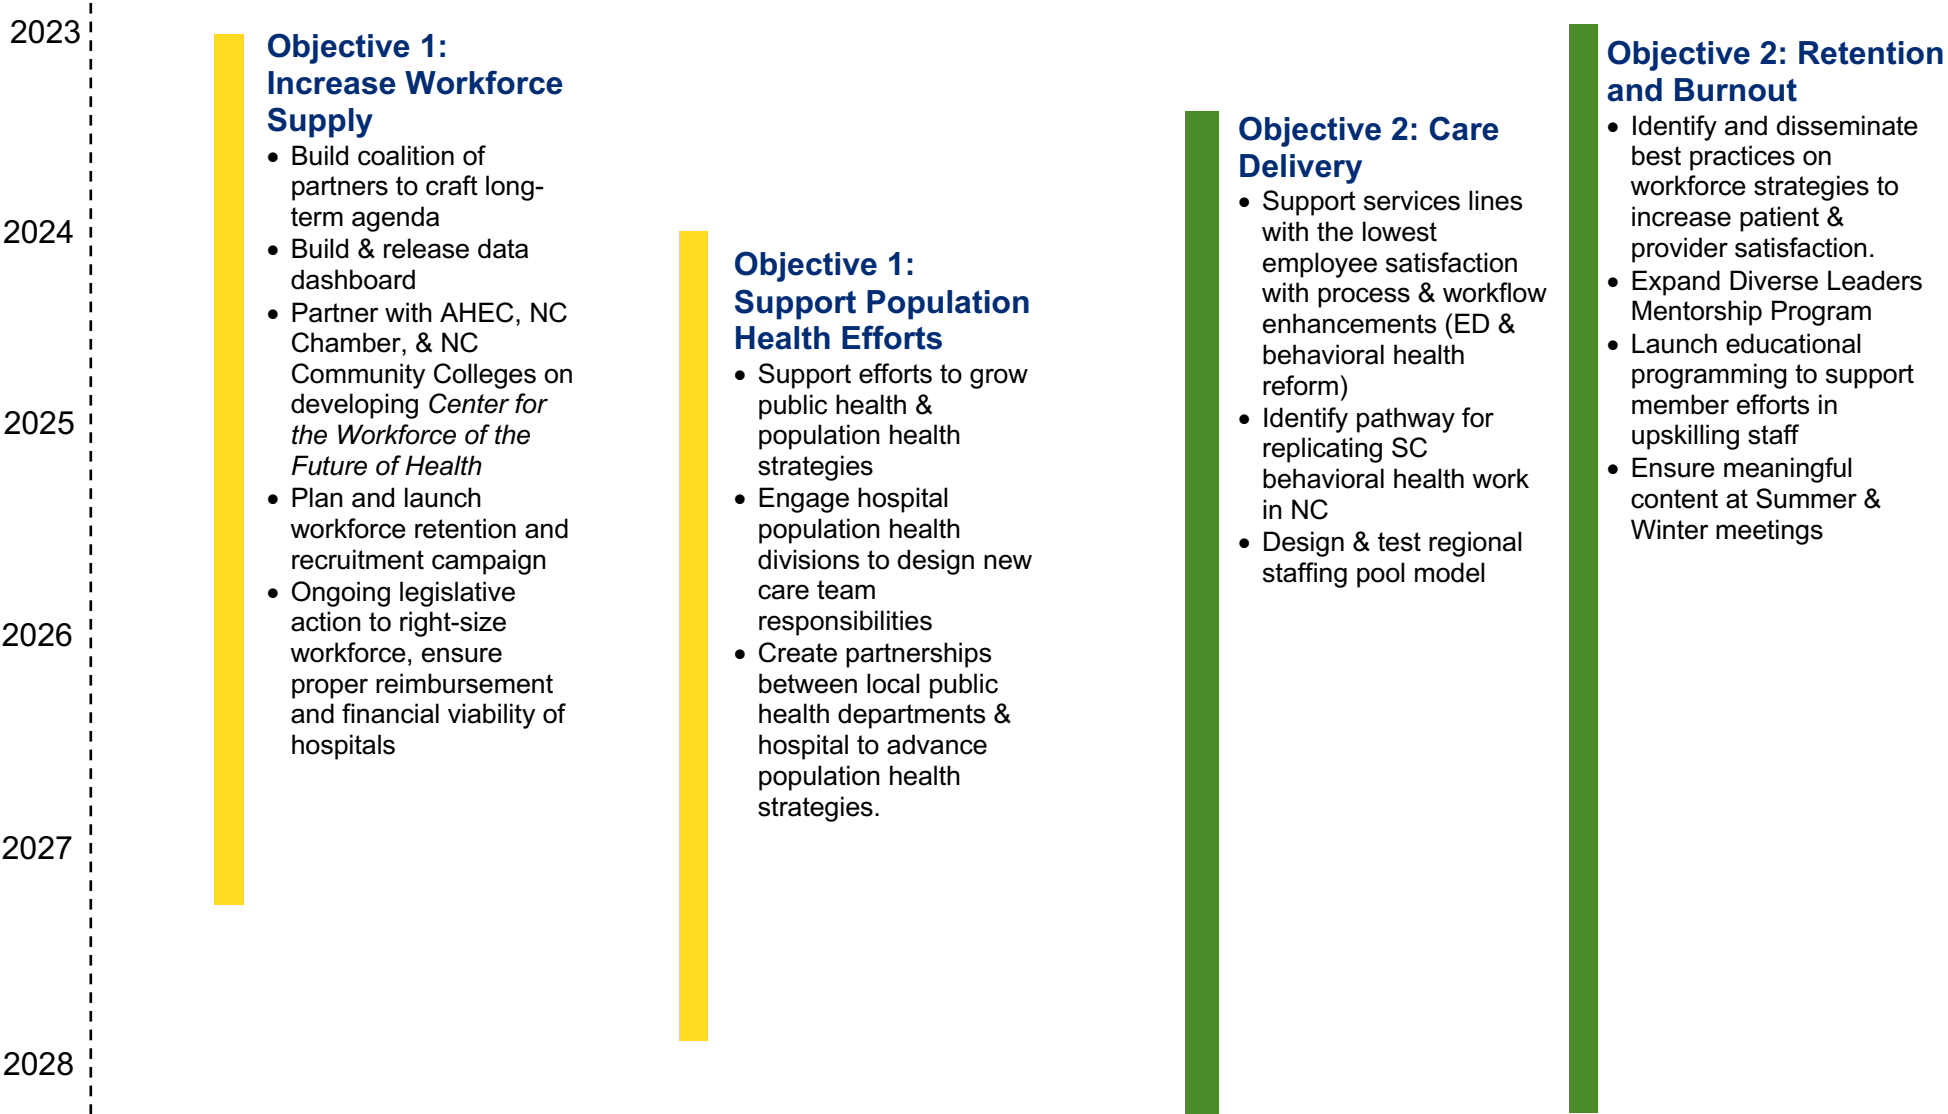 2023
2024
2025
2026
2027
2028
Objective 1:
Increase Workforce
Supply
• Build coalition of
partners to craft long-
term agenda
• Build & release data
dashboard
• Partner with AHEC, NC
Chamber, & NC
Community Colleges on
developing Center for
the Workforce of the
Future of Health
• Plan and launch
workforce retention and
recruitment campaign
• Ongoing legislative
action to right-size
workforce, ensure
proper reimbursement
and financial viability of
hospitals
Objective 1:
Support Population
Health Efforts
• Support efforts to grow
public health &
population health
strategies
• Engage hospital
population health
divisions to design new
care team
responsibilities
• Create partnerships
between local public
health departments &
hospital to advance
population health
strategies.
Objective 2: Care
Delivery
• Support services lines
with the lowest
employee satisfaction
with process & workflow
enhancements (ED &
behavioral health
reform)
• Identify pathway for
replicating SC
behavioral health work
in NC
• Design & test regional
staffing pool model
Objective 2: Retention
and Burnout
• Identify and disseminate
best practices on
workforce strategies to
increase patient &
provider satisfaction.
• Expand Diverse Leaders
Mentorship Program
• Launch educational
programming to support
member efforts in
upskilling staff
• Ensure meaningful
content at Summer &
Winter meetings